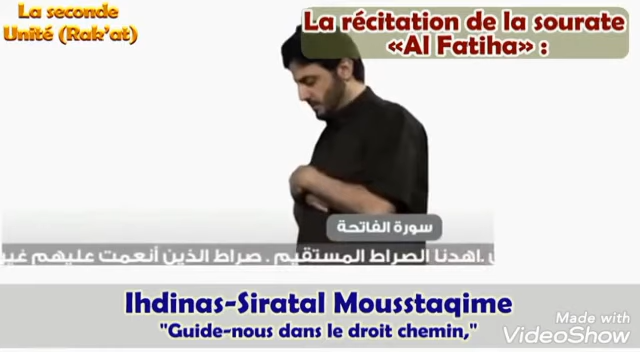 La seconde
Unité (Rak'at)
La récitation de la sourate
«Al Fatiha» :
سورة الفاتحة
.اهدنا الصراط المستقيم . صراط الذين أنعمت عليهم
Ihdinas-Siratal Mousstaqime
"Guide-nous dans le droit chemin,"
Made with
VideoShow